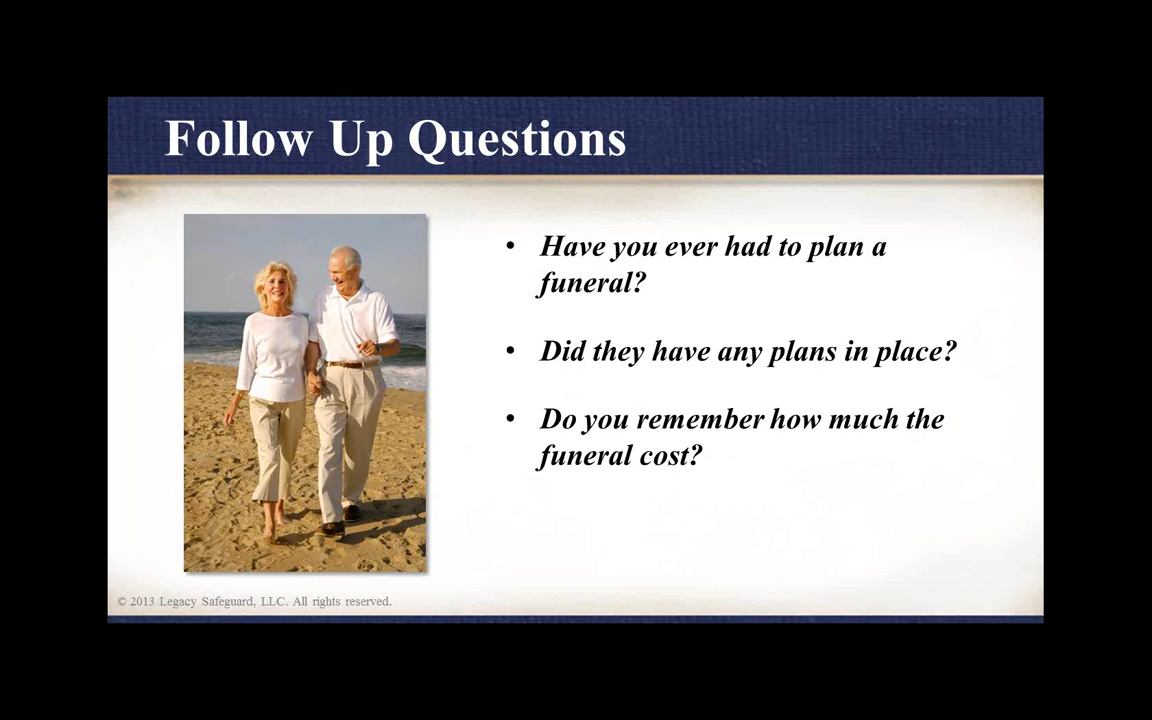 Follow Up Questions
• Have you ever had to plan a
funeral?
• Did they have any plans in place?
• Do you remember how much the
funeral cost?
© 2013 Legacy Safeguard, LLC. All rights reserved.